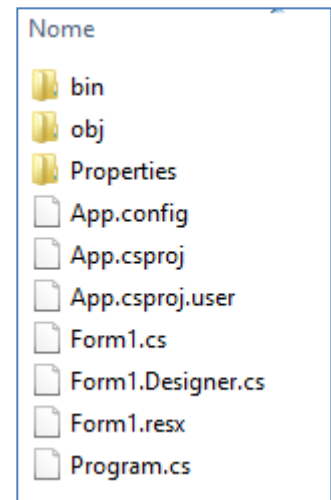 Nome
bin
obj
Properties
App.config
App.csproj
App.csproj.user
Form1.cs
Form1.Designer.cs
Form1.resx
Program.cs